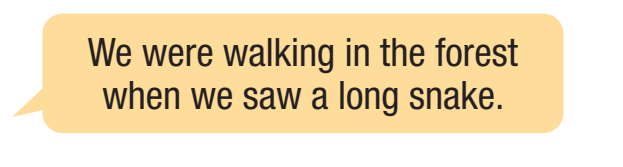 We were walking in the forest
when we saw a long snake.